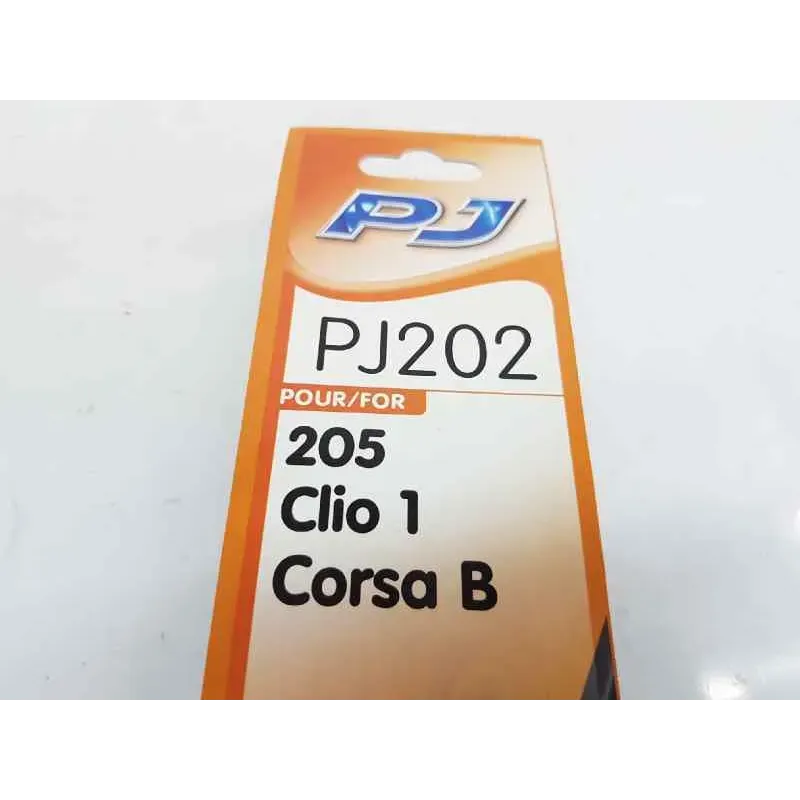 PJ
PJ202
POUR/FOR
205
Clio 1
Corsa B